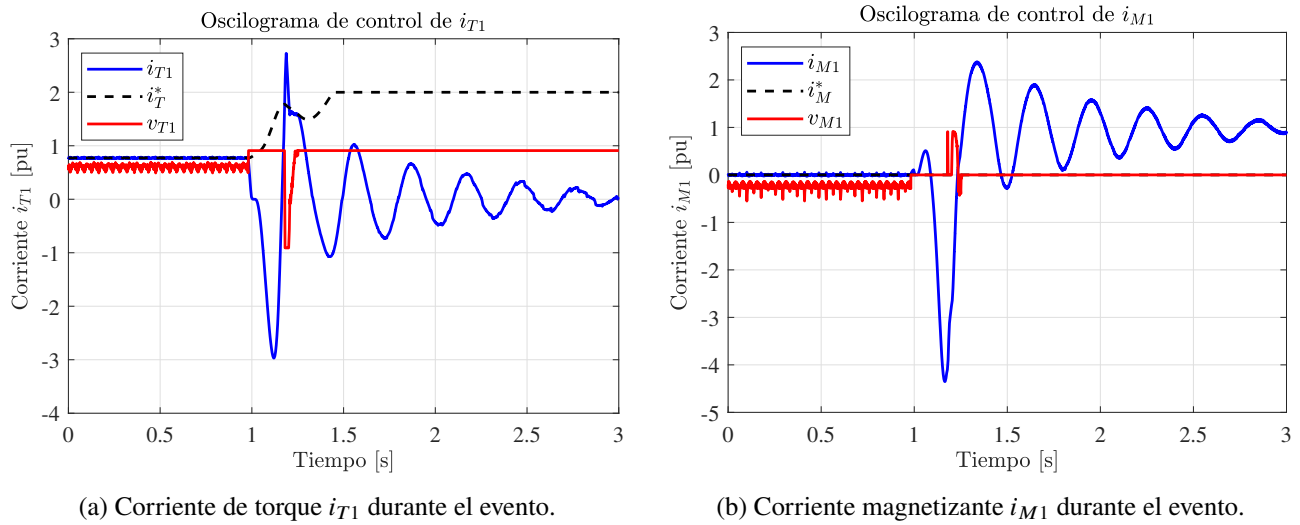 Oscilograma de control de i_{T1}
i_{T1}
i_T^*
v_{T1}
Corriente i_{T1} [pu]
3
2
1
0
-1
-2
-3
-4
0 0.5 1 1.5 2 2.5 3
Tiempo [s]
(a) Corriente de torque i_{T1} durante el evento.
Oscilograma de control de i_{M1}
i_{M1}
i_M^*
v_{M1}
Corriente i_{M1} [pu]
3
2
1
0
-1
-2
-3
-4
-5
0 0.5 1 1.5 2 2.5 3
Tiempo [s]
(b) Corriente magnetizante i_{M1} durante el evento.